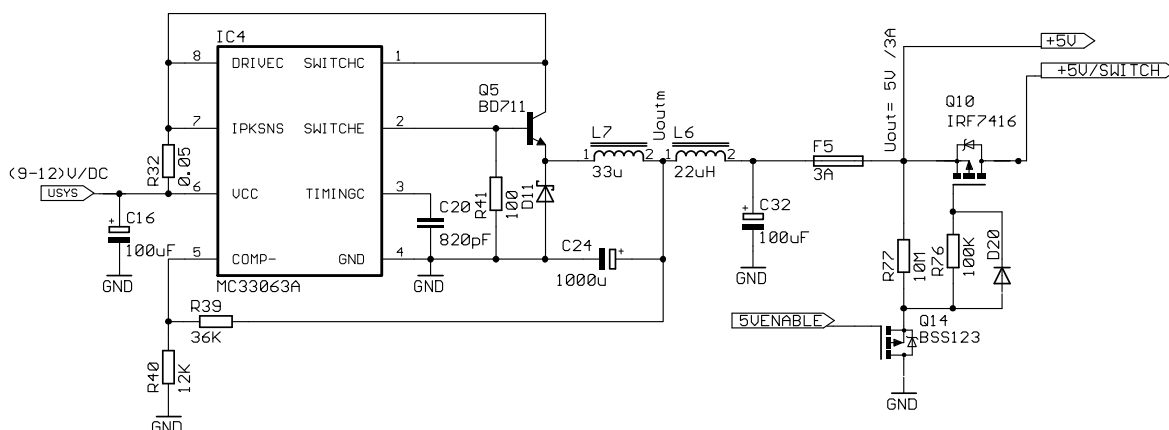 IC4
8 DRIVEC SWITCHC 1
7 IPKSNS SWITCHE 2
6 VCC TIMINGC 3
5 COMP- GND 4
MC33063A
(9-12)V/DC
USYS
R32
0.05
+
C16
100uF
GND
R39
36K
R40
12K
GND
C20
820pF
GND
R41
100
Q5
BD711
D11
C24 +
1000u
L7
1 2
33u
Uoutm
L6
1 2
22uH
+
C32
100uF
GND
F5
3A
Uout= 5V /3A
+5V
+5V/SWITCH
Q10
IRF7416
R77
10M
R76
100K
D20
5VENABLE
Q14
BSS123
GND